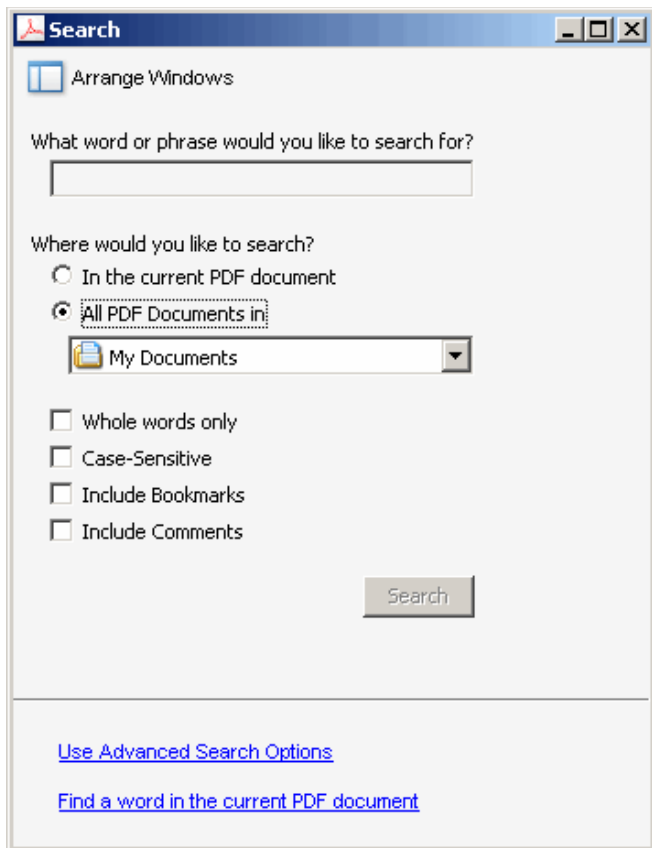 Search
Arrange Windows
What word or phrase would you like to search for?
Where would you like to search?
In the current PDF document
All PDF Documents in
My Documents
Whole words only
Case-Sensitive
Include Bookmarks
Include Comments
Search
Use Advanced Search Options
Find a word in the current PDF document